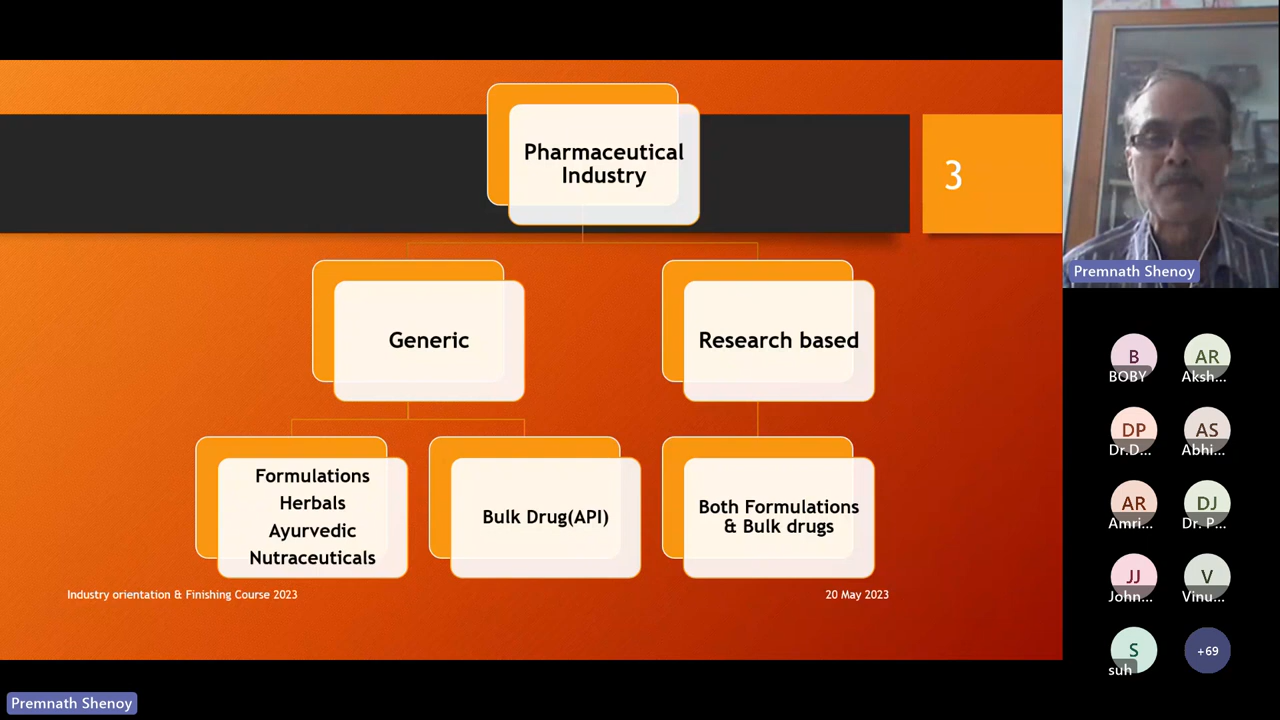 Pharmaceutical
Industry
3
Generic
Research based
Formulations
Herbals
Ayurvedic
Nutraceuticals
Bulk Drug(API)
Both Formulations
& Bulk drugs
Industry orientation & Finishing Course 2023
20 May 2023
Premnath Shenoy
B
BOBY
AR
Aksh...
DP
Dr.D...
AS
Abhi...
AR
Amri...
DJ
Dr. P...
JJ
John...
V
Vinu...
S
suh
+69
Premnath Shenoy